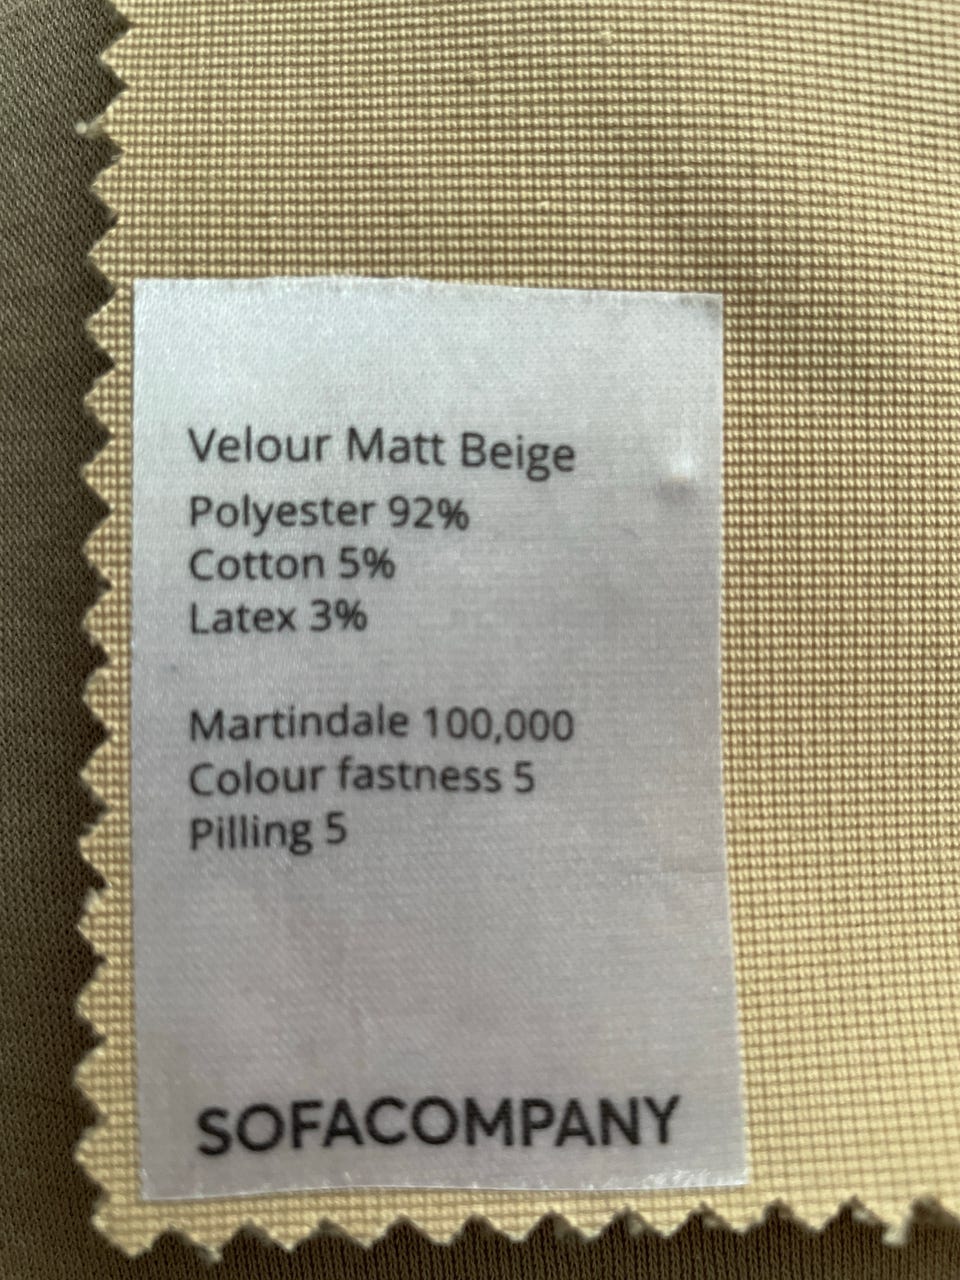 Velour Matt Beige
Polyester 92%
Cotton 5%
Latex 3%
Martindale 100,000
Colour fastness 5
Pilling 5
SOFACOMPANY